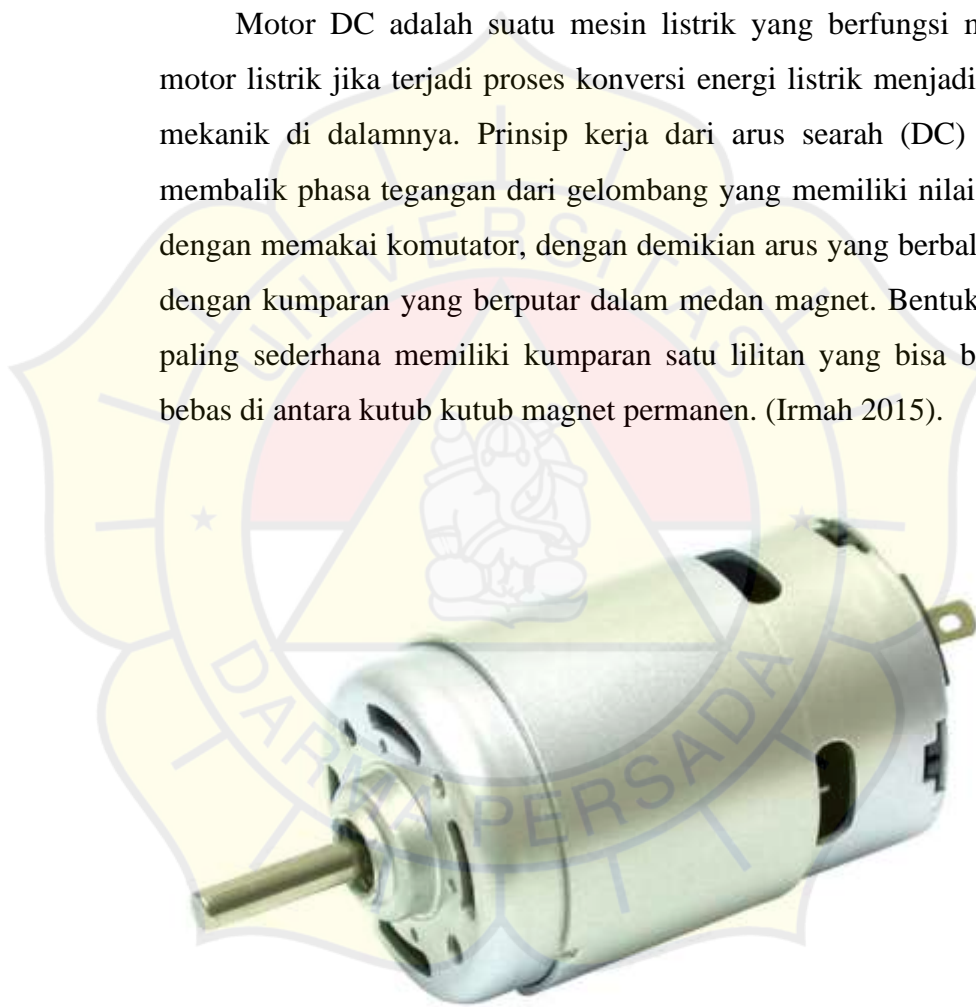 Motor DC adalah suatu mesin listrik yang berfungsi
motor listrik jika terjadi proses konversi energi listrik menjadi
mekanik di dalamnya. Prinsip kerja dari arus searah (DC)
membalik phasa tegangan dari gelombang yang memiliki nilai
dengan memakai komutator, dengan demikian arus yang
dengan kumparan yang berputar dalam medan magnet. Bentuk
paling sederhana memiliki kumparan satu lilitan yang bisa
bebas di antara kutub kutub magnet permanen. (Irmah 2015).
UNIVERSITAS
DARMA PERSADA